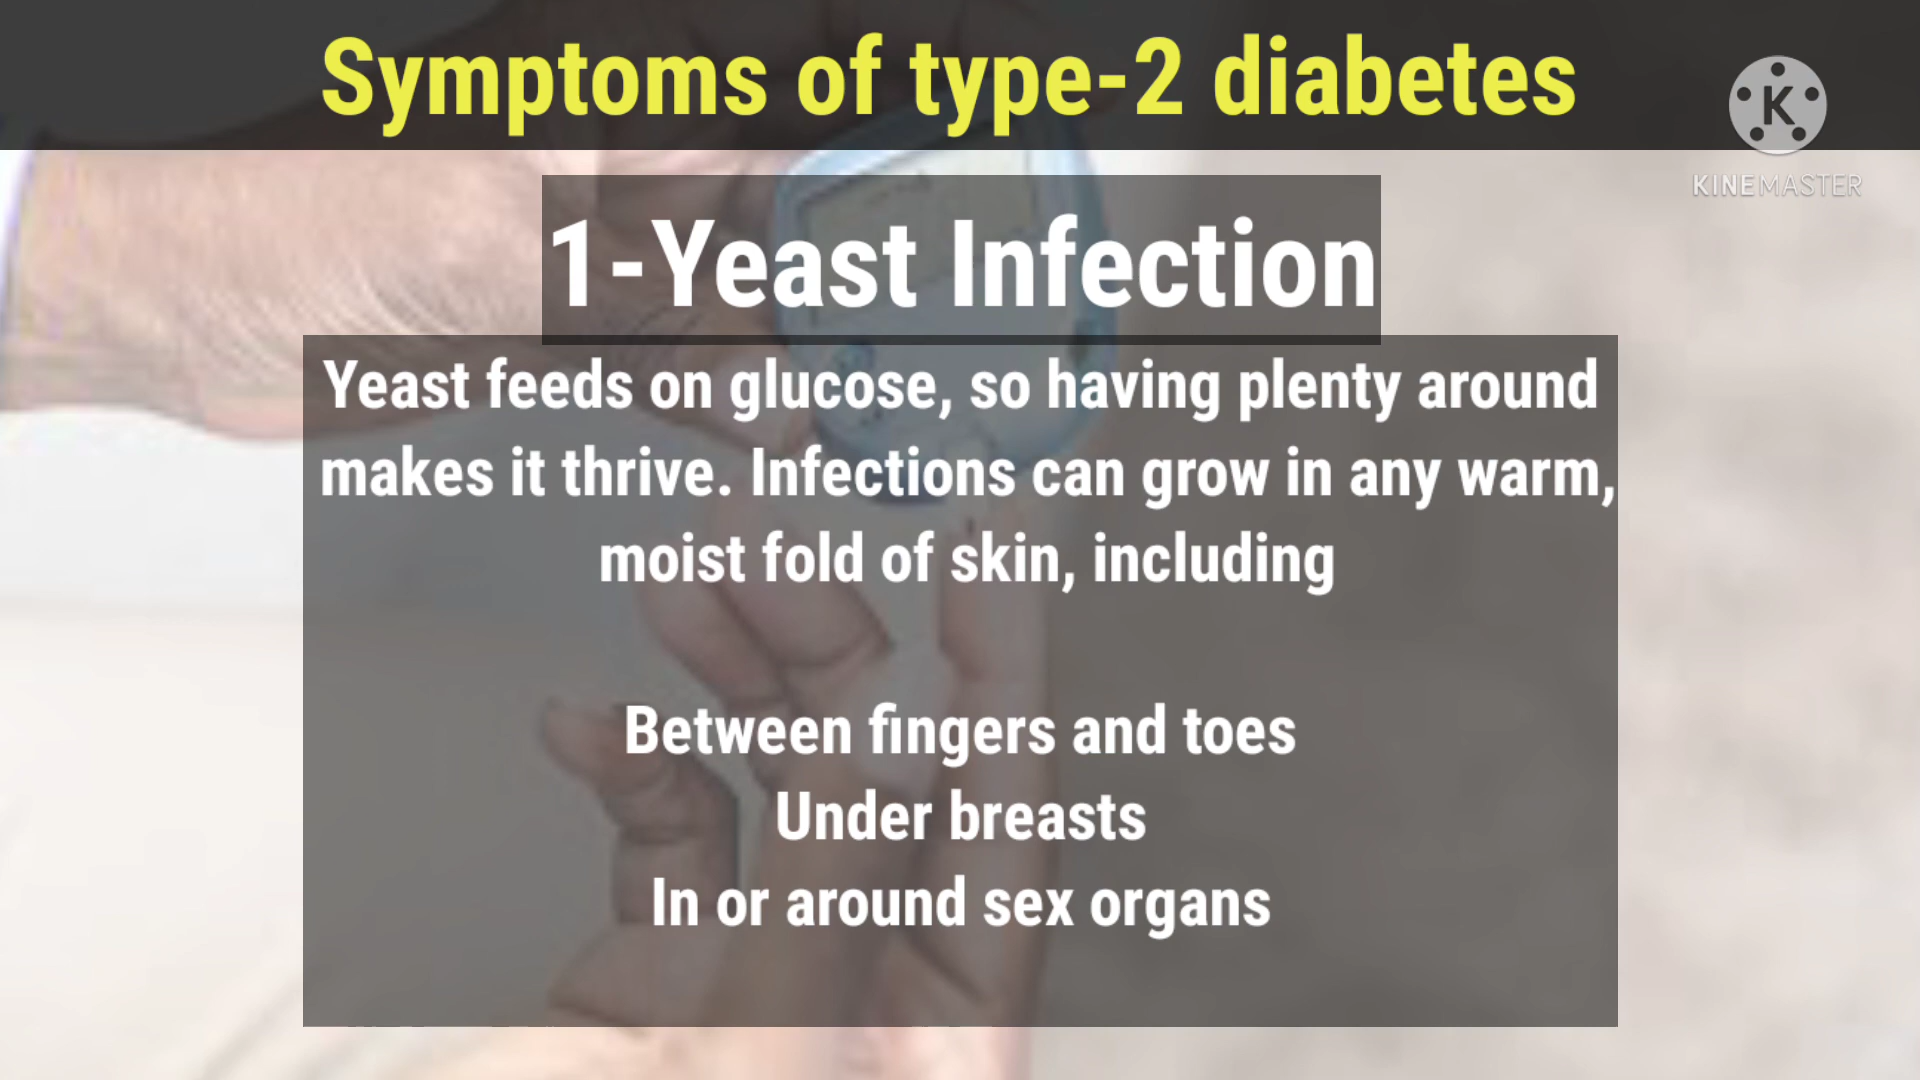 Symptoms of type-2 diabetes
K
KINEMASTER
1-Yeast Infection
Yeast feeds on glucose, so having plenty around
makes it thrive. Infections can grow in any warm,
moist fold of skin, including
Between fingers and toes
Under breasts
In or around sex organs